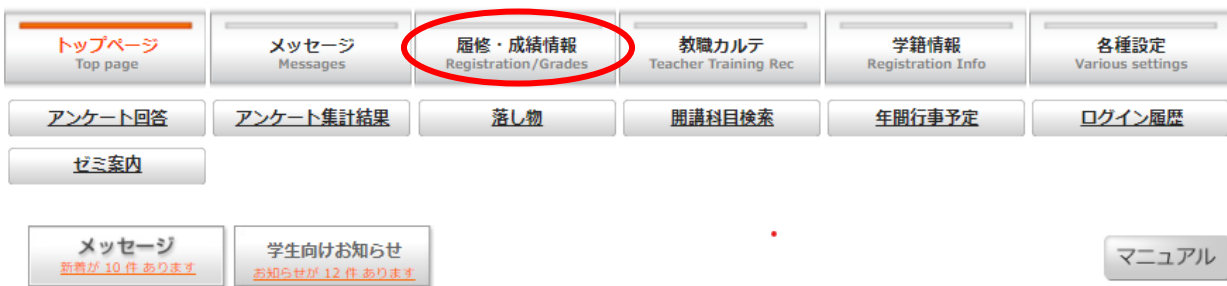 トップページ メッセージ 履修・成績情報 教職カルテ 学籍情報 各種設定
Top page Messages Registration/Grades Teacher Training Rec Registration Info Various settings
アンケート回答 アンケート集計結果 落し物 開講科目検索 年間行事予定 ログイン履歴
ゼミ案内
メッセージ 学生向けお知らせ マニュアル
新着が 10 件 あります お知らせが 12 件 あります